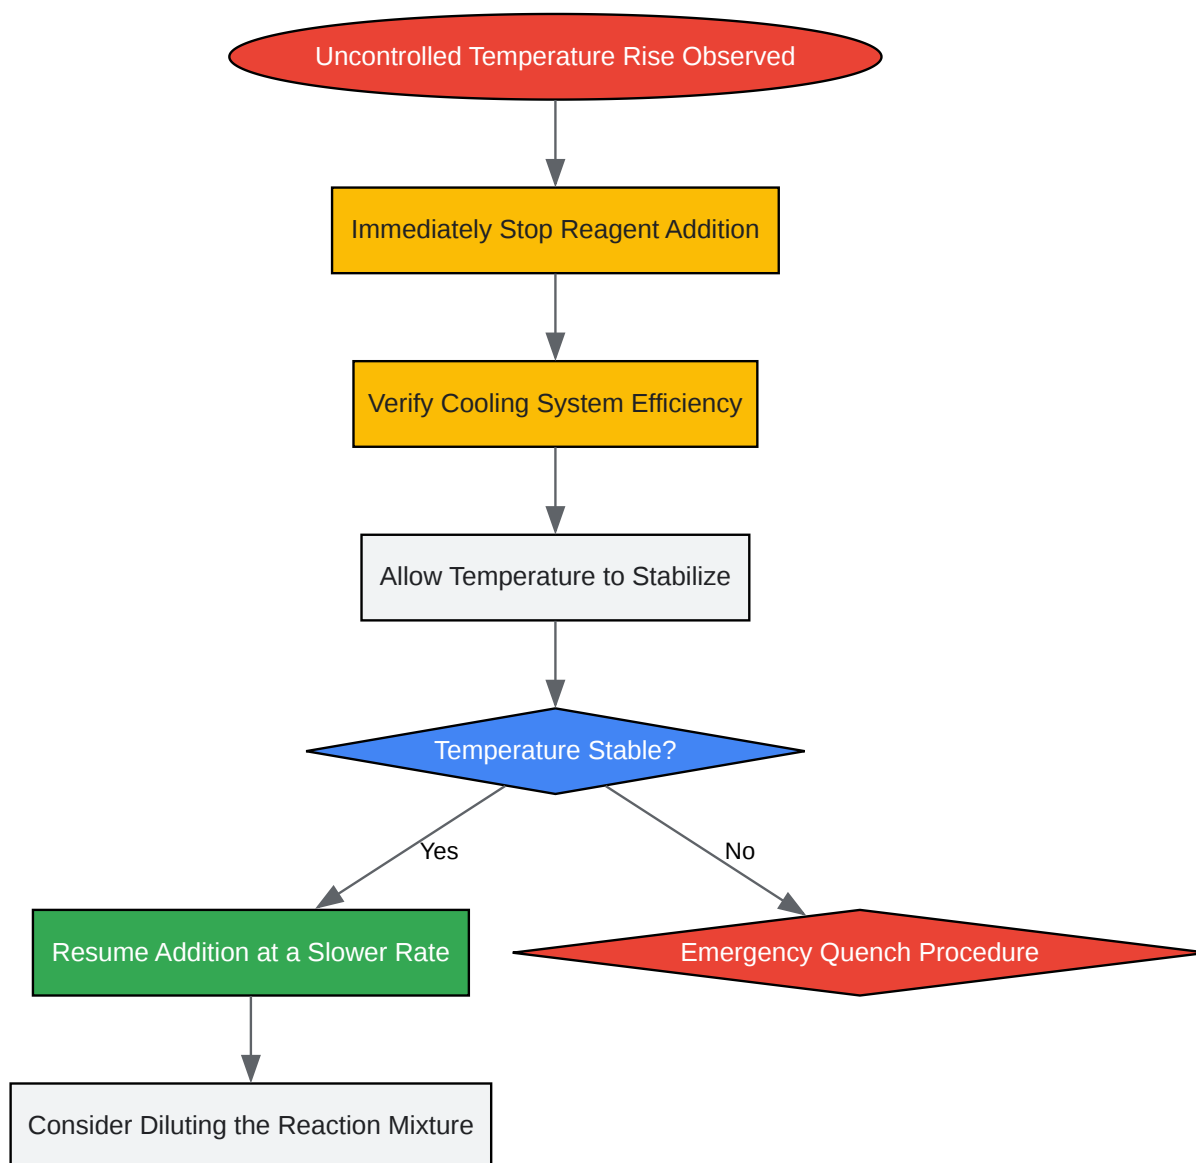 Uncontrolled Temperature Rise Observed
Immediately Stop Reagent Addition
Verify Cooling System Efficiency
Allow Temperature to Stabilize
Temperature Stable?
Yes
No
Resume Addition at a Slower Rate
Emergency Quench Procedure
Consider Diluting the Reaction Mixture